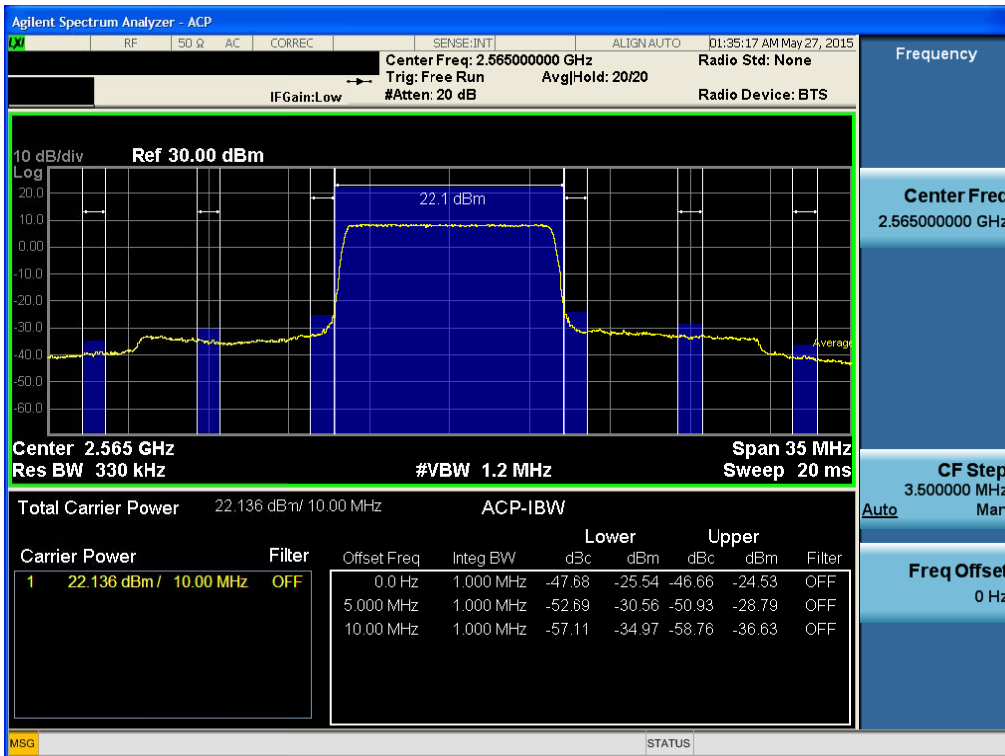 Agilent Spectrum Analyzer - ACP
LXI RF 50 Ω AC CORREC SENSE:INT ALIGN AUTO 01:35:17 AM May 27, 2015
Center Freq: 2.565000000 GHz Radio Std: None
Trig: Free Run Avg|Hold: 20/20
IFGain:Low #Atten: 20 dB Radio Device: BTS
10 dB/div Ref 30.00 dBm
Log
20.0
10.0
0.00
-10.0
-20.0
-30.0
-40.0
-50.0
-60.0
22.1 dBm
Average
Center 2.565 GHz Span 35 MHz
Res BW 330 kHz #VBW 1.2 MHz Sweep 20 ms
Total Carrier Power 22.136 dBm/ 10.00 MHz ACP-IBW
Lower Upper
Carrier Power Filter Offset Freq Integ BW dBc dBm dBc dBm Filter
1 22.136 dBm / 10.00 MHz OFF 0.0 Hz 1.000 MHz -47.68 -25.54 -46.66 -24.53 OFF
5.000 MHz 1.000 MHz -52.69 -30.56 -50.93 -28.79 OFF
10.00 MHz 1.000 MHz -57.11 -34.97 -58.76 -36.63 OFF
MSG STATUS
Frequency
Center Freq
2.565000000 GHz
CF Step
3.500000 MHz
Auto Man
Freq Offset
0 Hz